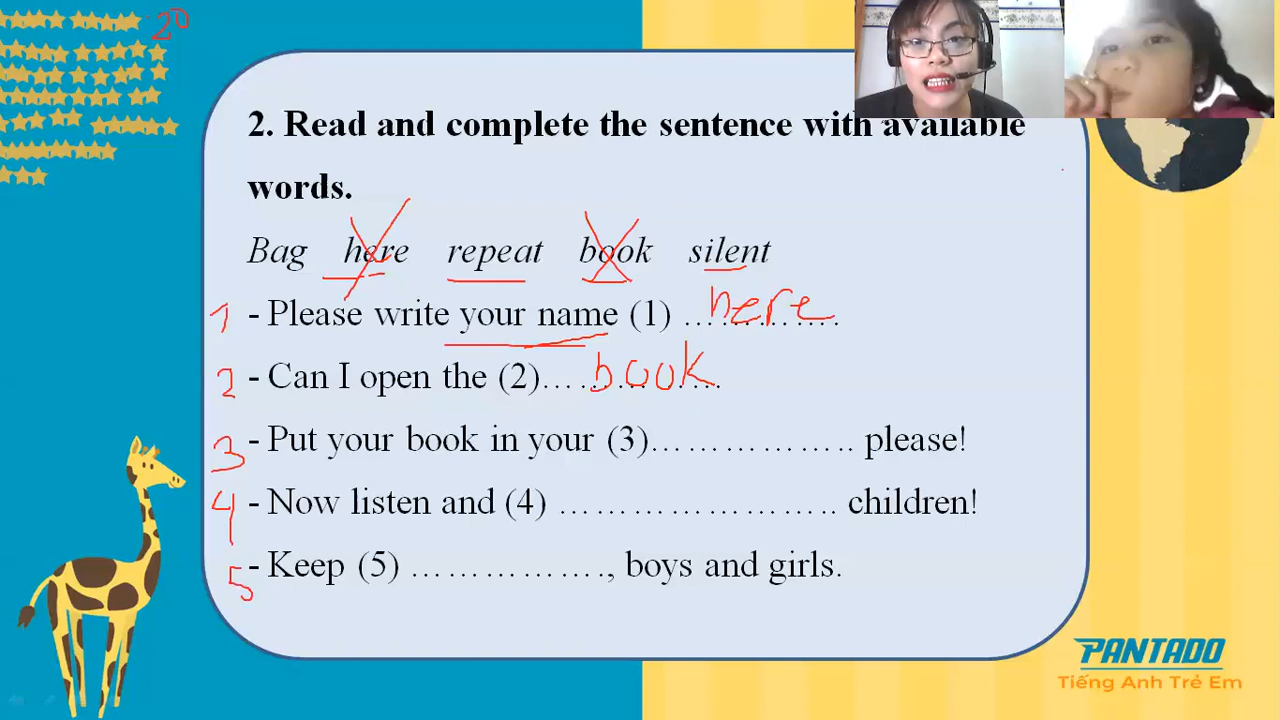 20
2. Read and complete the sentence with available
words.
Bag here repeat book silent
1 - Please write your name (1) …………. here
2 - Can I open the (2)…………….. book
3 - Put your book in your (3)…………….. please!
4 - Now listen and (4) ………………….. children!
5 - Keep (5) ……………., boys and girls.
PANTADO
Tiếng Anh Trẻ Em